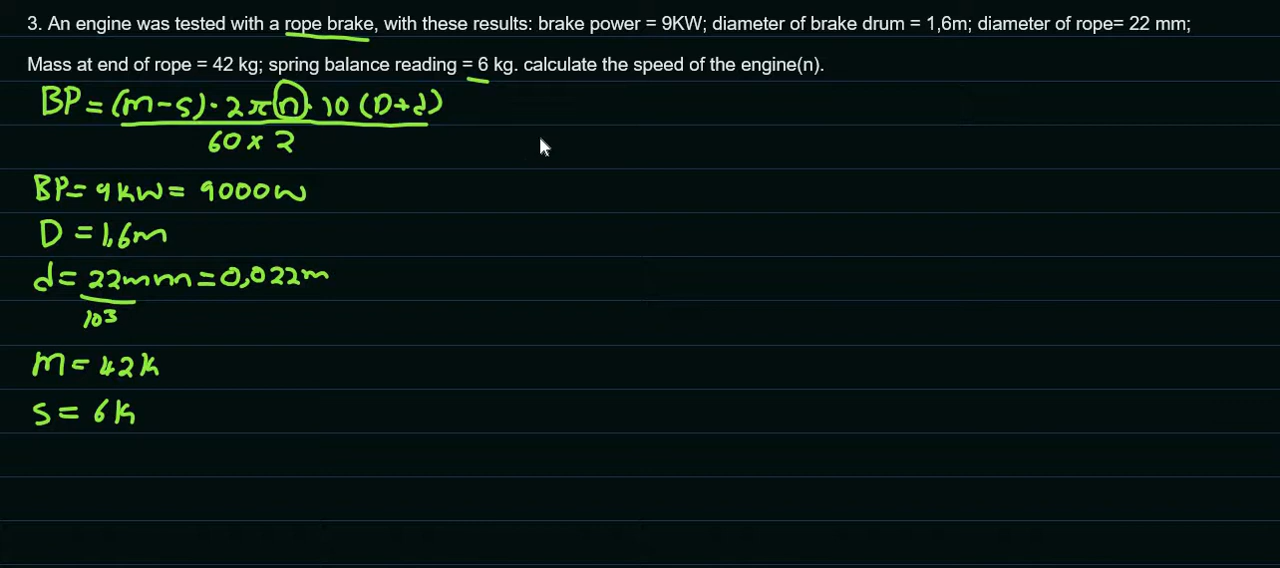 3. An engine was tested with a rope brake, with these results: brake power = 9KW; diameter of brake drum = 1,6m; diameter of rope= 22 mm;
Mass at end of rope = 42 kg; spring balance reading = 6 kg. calculate the speed of the engine(n).
BP = (m-s)·2πn·10 (D+d)
60 x 2
BP= 9kW= 9000W
D = 1,6m
d= 22mm=0,022m
10³
m = 42k
s = 6k